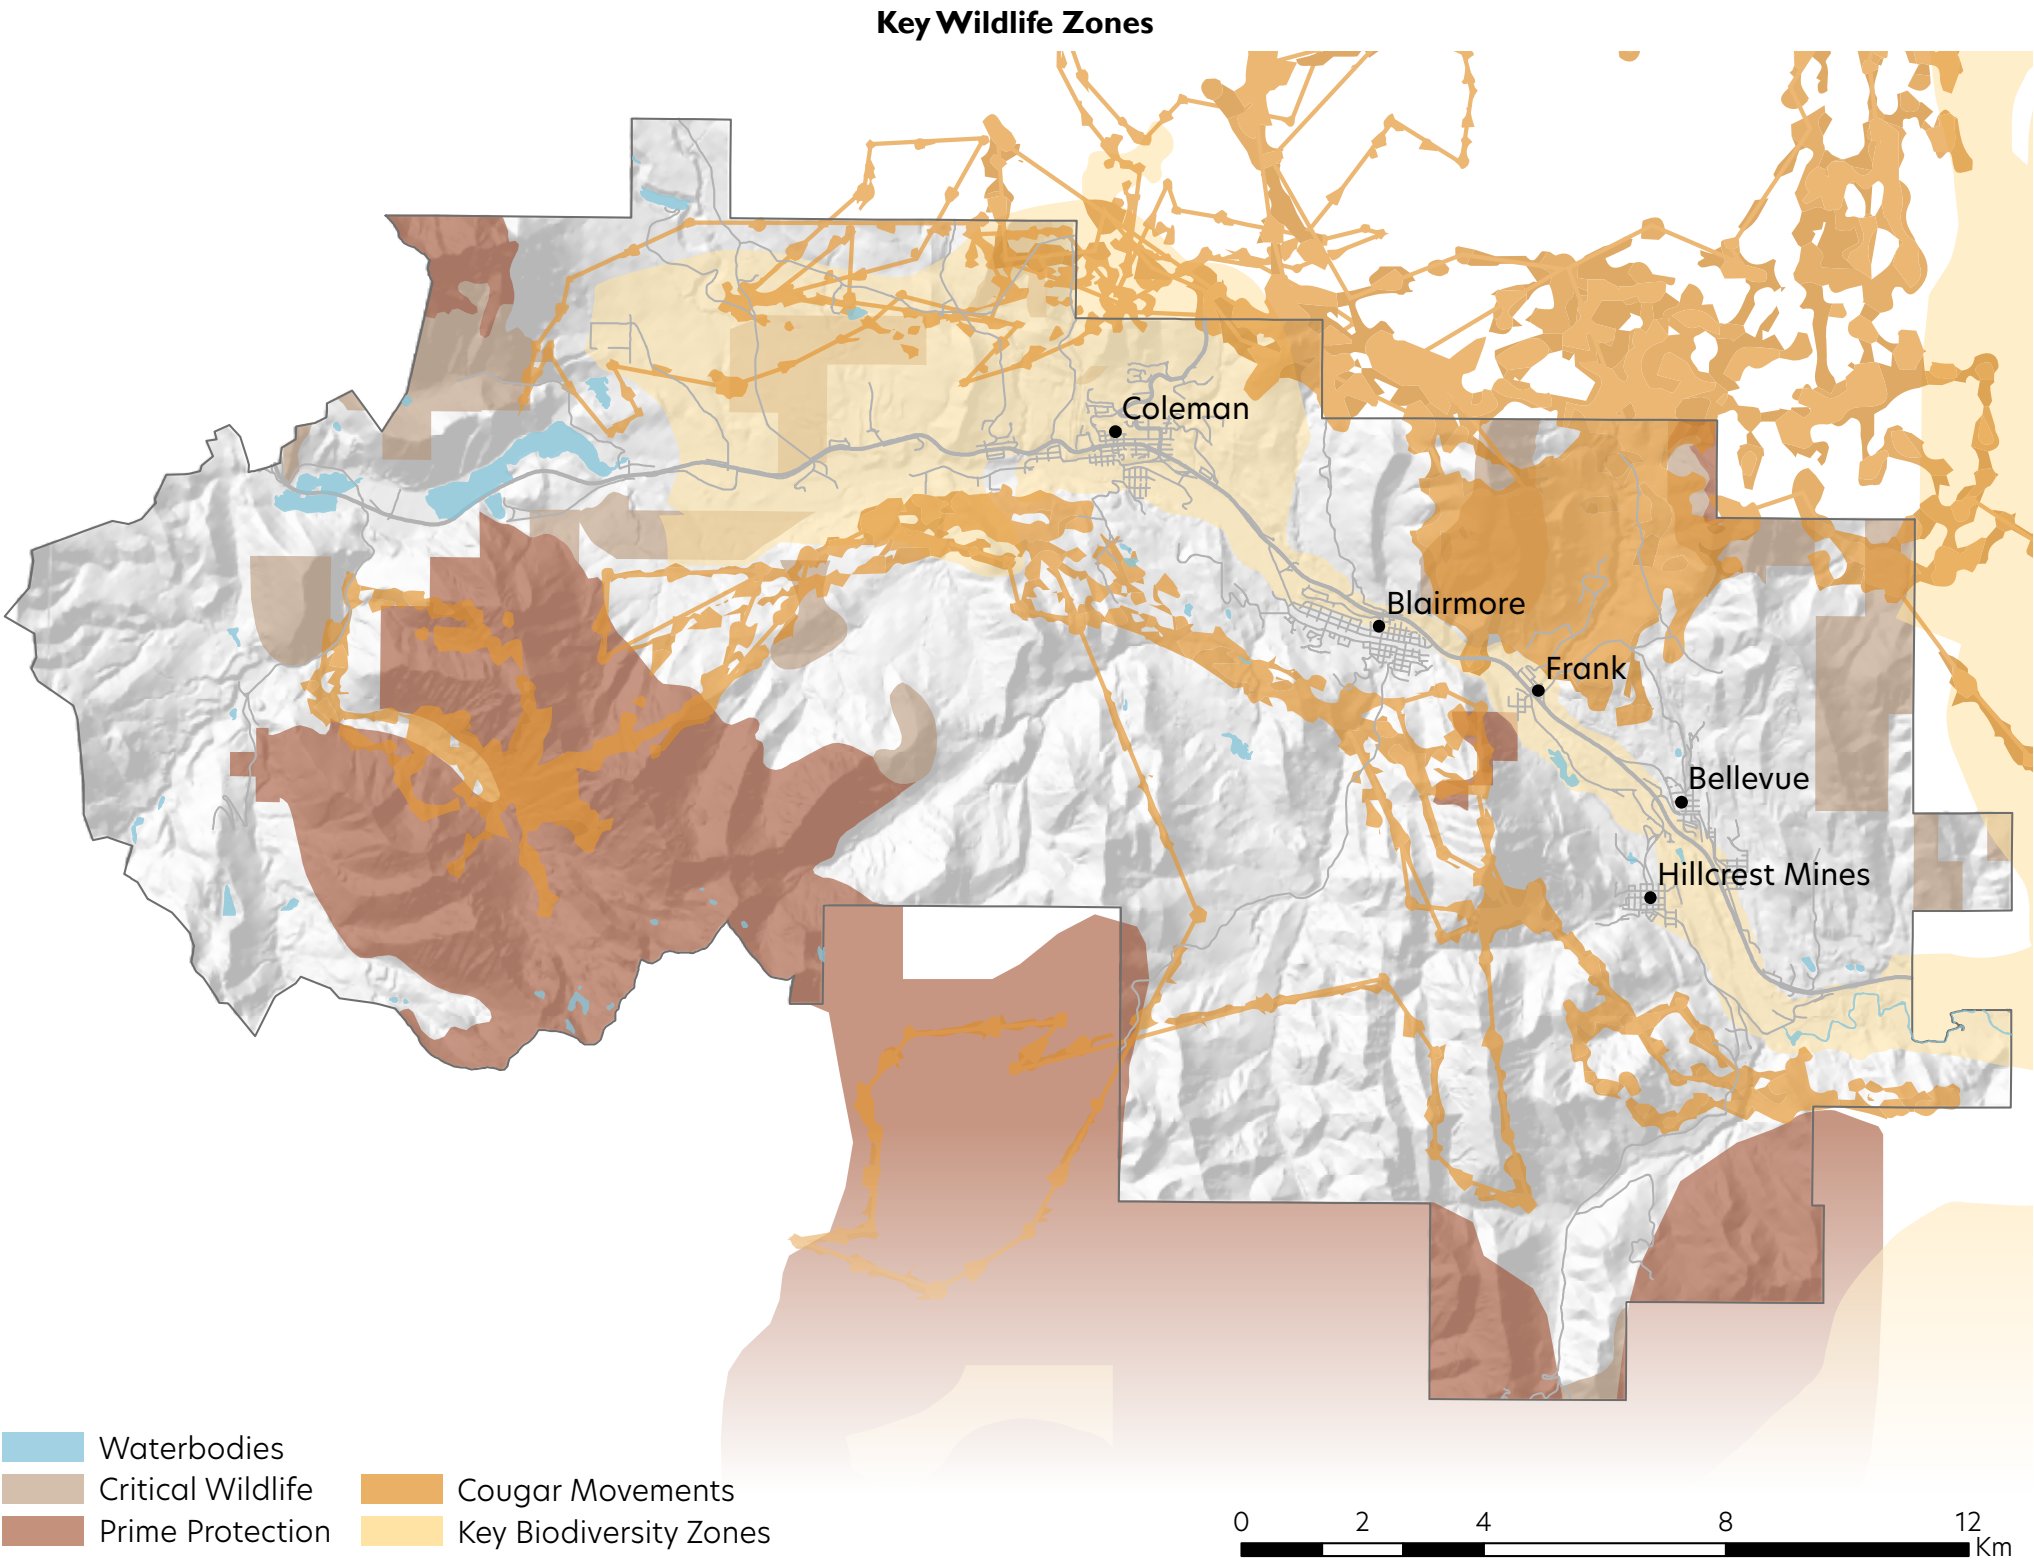 Key Wildlife Zones
Coleman
Blairmore
Frank
Bellevue
Hillcrest Mines
Waterbodies
Critical Wildlife
Prime Protection
Cougar Movements
Key Biodiversity Zones
0 2 4 8 12
Km